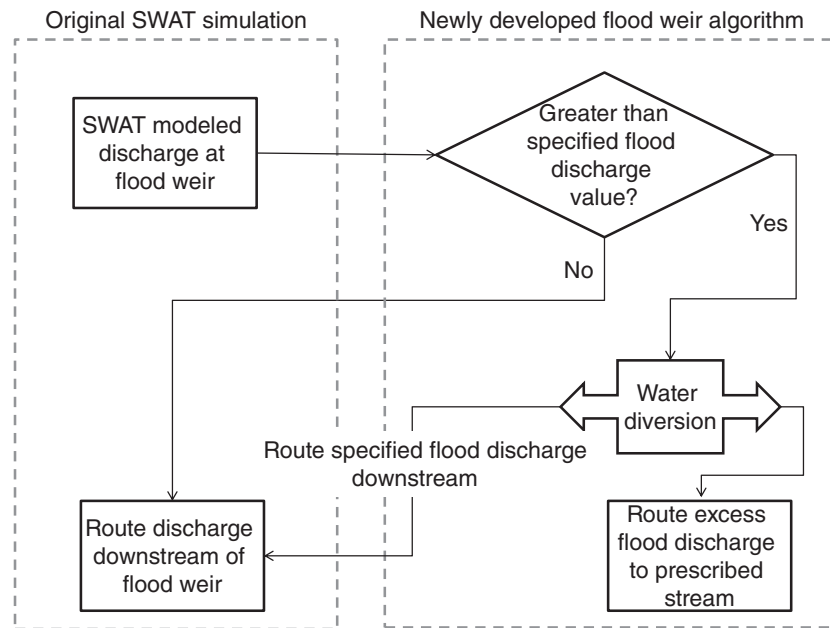 Original SWAT simulation
Newly developed flood weir algorithm
SWAT modeled
discharge at
flood weir
Greater than
specified flood
discharge
value?
Yes
No
Water
diversion
Route specified flood discharge
downstream
Route discharge
downstream of
flood weir
Route excess
flood discharge
to prescribed
stream